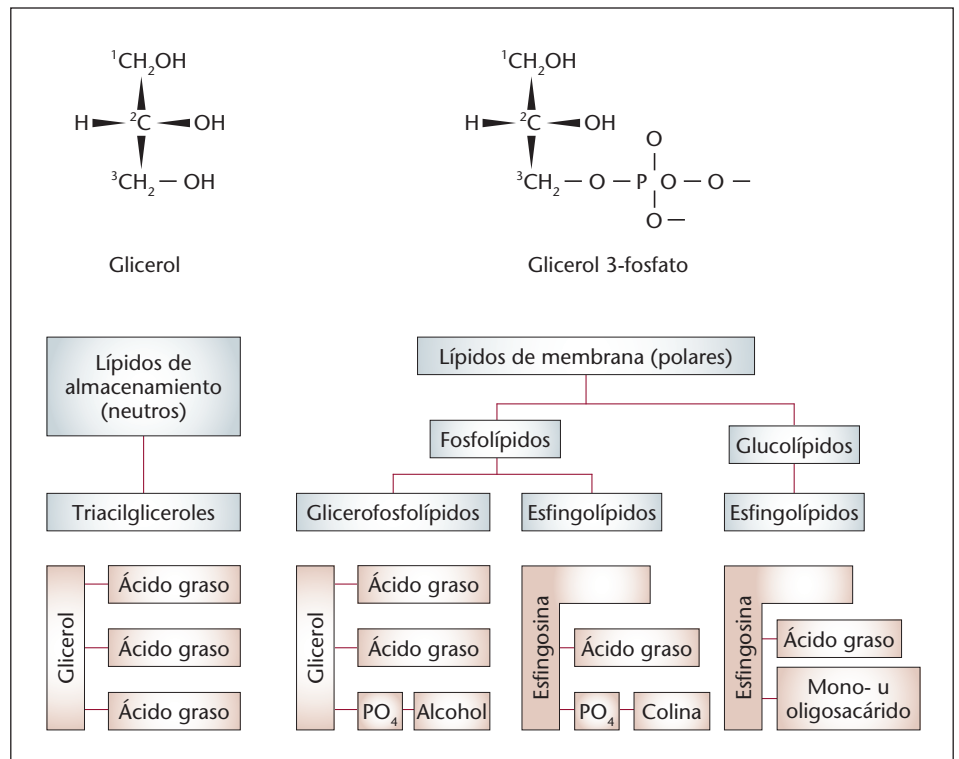 ¹CH₂OH
H ²C OH
³CH₂ — OH
Glicerol
¹CH₂OH
H ²C OH
O
³CH₂ — O — P O — O —
O —
Glicerol 3-fosfato
Lípidos de
almacenamiento
(neutros)
Triacilgliceroles
Glicerol
Ácido graso
Ácido graso
Ácido graso
Lípidos de membrana (polares)
Fosfolípidos
Glucolípidos
Glicerofosfolípidos
Esfingolípidos
Esfingolípidos
Glicerol
Ácido graso
Ácido graso
PO₄
Alcohol
Esfingosina
Ácido graso
PO₄
Colina
Esfingosina
Ácido graso
Mono- u
oligosacárido